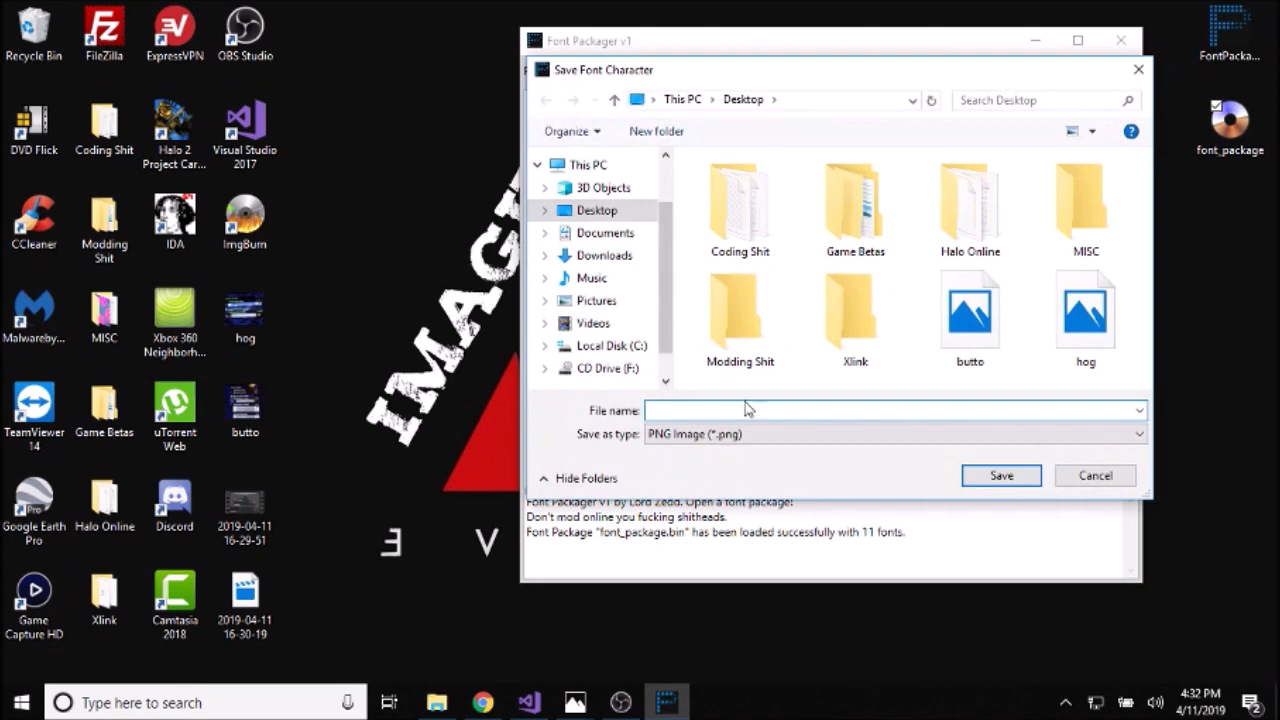 Recycle Bin
FileZilla
ExpressVPN
OBS Studio
DVD Flick
Coding Shit
Halo 2
Project Car...
Visual Studio
2017
CCleaner
Modding
Shit
IDA
ImgBurn
Malwareby...
MISC
Xbox 360
Neighborh...
hog
TeamViewer
14
Game Betas
uTorrent
Web
butto
Google Earth
Pro
Halo Online
Discord
2019-04-11
16-29-51
Game
Capture HD
Xlink
Camtasia
2018
2019-04-11
16-30-19
IMAG
Font Packager v1
Save Font Character
This PC
Desktop
Search Desktop
Organize
New folder
This PC
3D Objects
Desktop
Documents
Downloads
Music
Pictures
Videos
Local Disk (C:)
CD Drive (F:)
Coding Shit
Game Betas
Halo Online
MISC
Modding Shit
Xlink
butto
hog
File name:
Save as type:
PNG Image (*.png)
Hide Folders
Save
Cancel
Font Packager v1 by Lord Zedd. Open a font package!
Don't mod online you fucking shitheads.
Font Package "font_package.bin" has been loaded successfully with 11 fonts.
FontPacka...
font_package
Type here to search
4:32 PM
4/11/2019
2